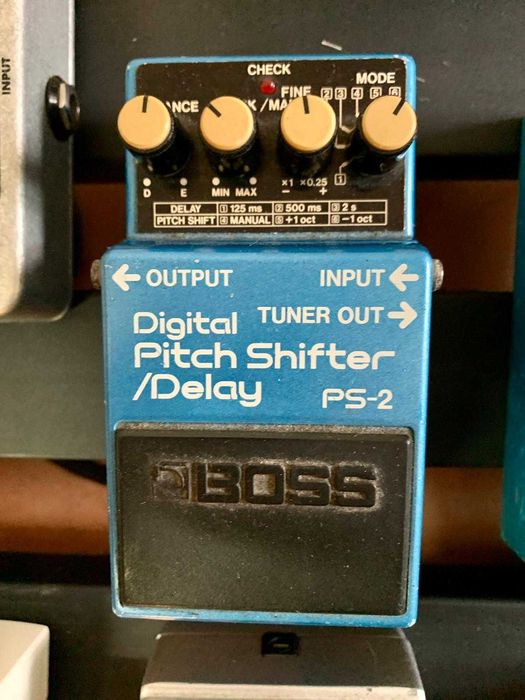 INPUT
CHECK
MODE
FINE
2 3 4 5 6
/MAN
1
D E MIN MAX ×1 ×0.25
- +
DELAY 1 125 ms 2 500 ms 3 2 s
PITCH SHIFT 4 MANUAL 5 +1 oct 6 -1 oct
← OUTPUT INPUT ←
TUNER OUT →
Digital
Pitch Shifter
/Delay
PS-2
BOSS